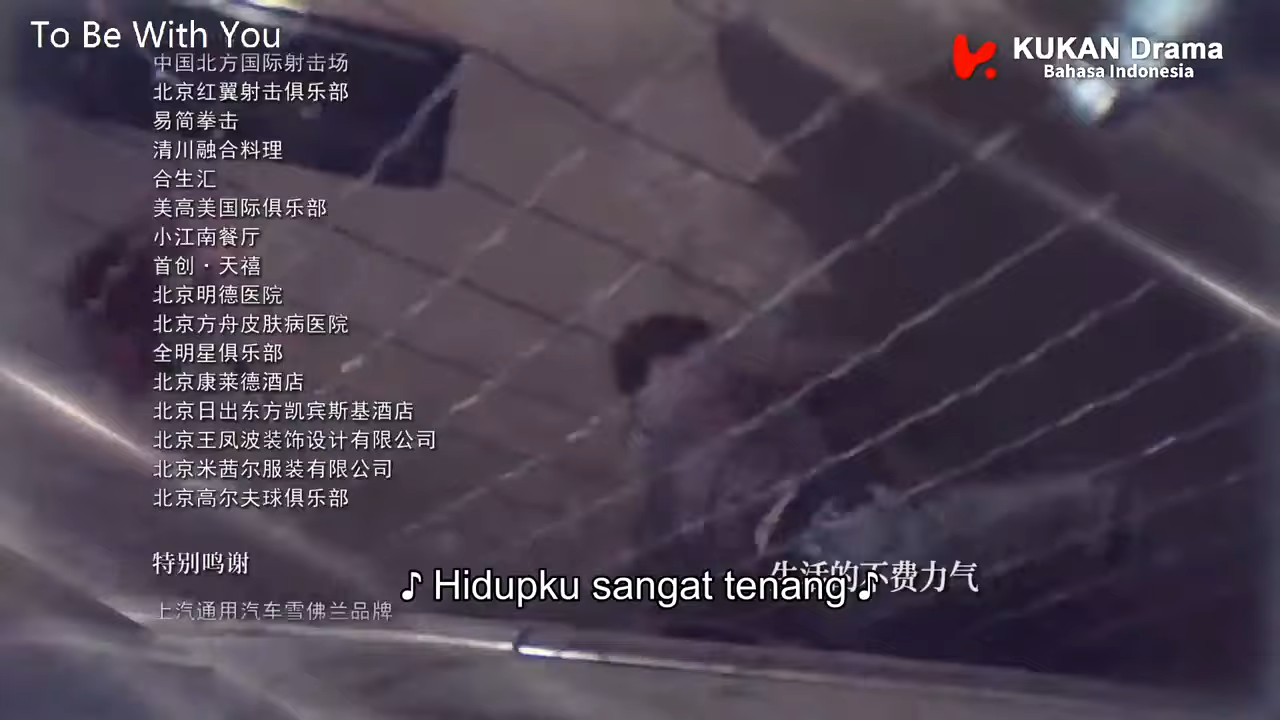 To Be With You
KUKAN Drama
Bahasa Indonesia
中国北方国际射击场
北京红翼射击俱乐部
易简拳击
清川融合料理
合生汇
美高美国际俱乐部
小江南餐厅
首创·天禧
北京明德医院
北京方舟皮肤病医院
全明星俱乐部
北京康莱德酒店
北京日出东方凯宾斯基酒店
北京王凤波装饰设计有限公司
北京米茜尔服装有限公司
北京高尔夫球俱乐部
特别鸣谢
生活的不费力气
♪ Hidupku sangat tenang ♪
上汽通用汽车雪佛兰品牌